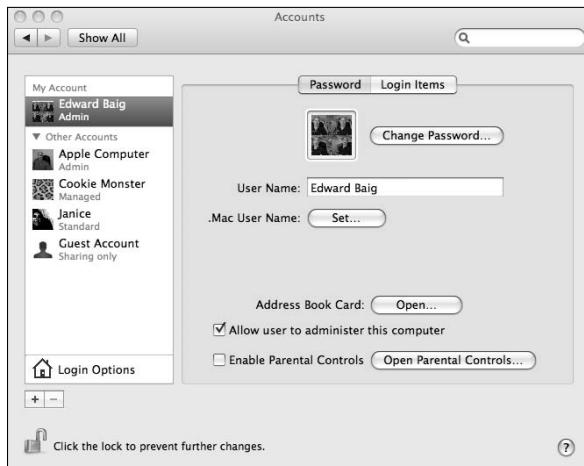 Accounts
Show All
My Account
Edward Baig
Admin
Other Accounts
Apple Computer
Admin
Cookie Monster
Managed
Janice
Standard
Guest Account
Sharing only
Login Options
+ −
Password Login Items
Change Password...
User Name: Edward Baig
.Mac User Name: Set...
Address Book Card: Open...
Allow user to administer this computer
Enable Parental Controls Open Parental Controls...
Click the lock to prevent further changes.
?